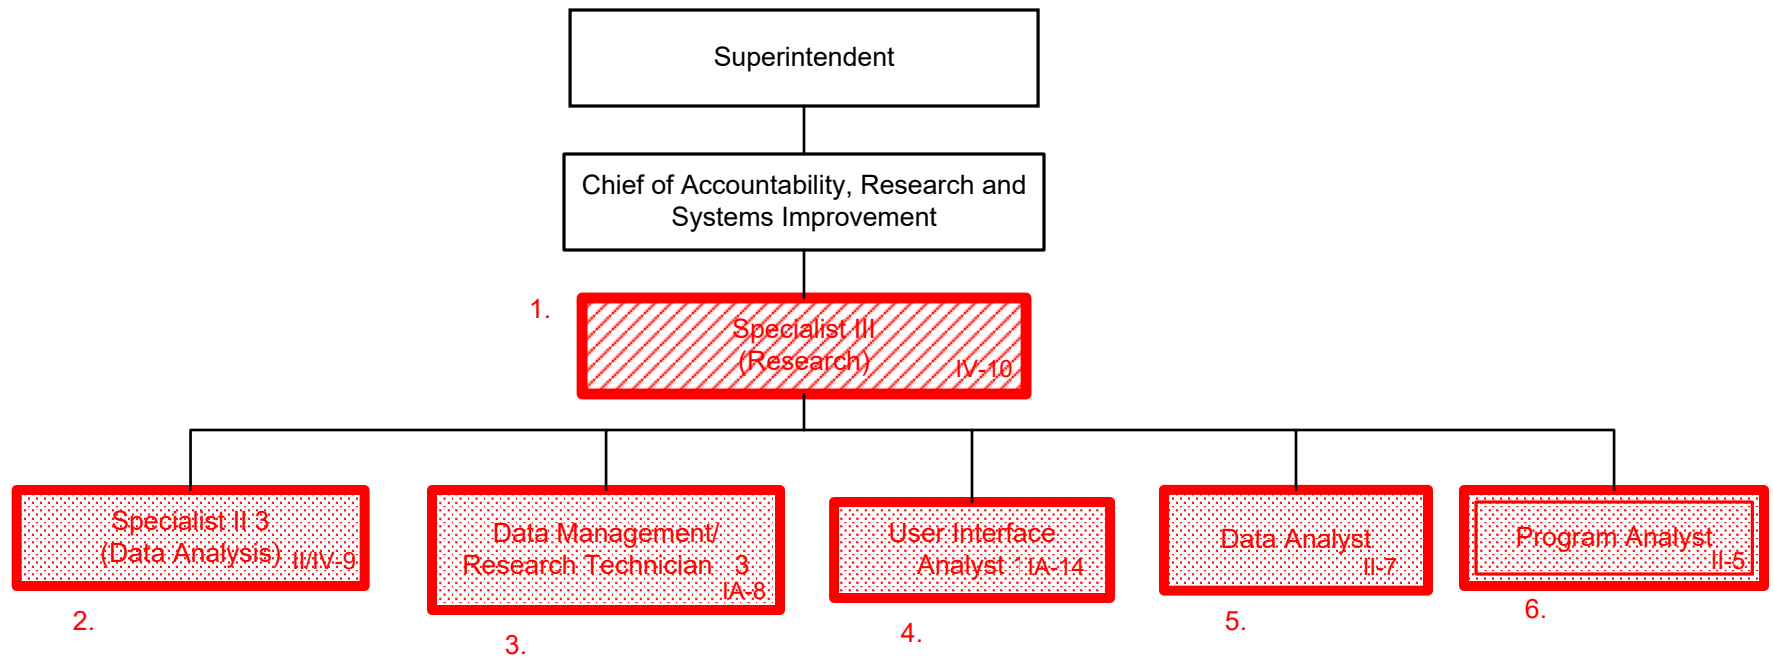 Superintendent
Chief of Accountability, Research and
Systems Improvement
1.
Specialist III
(Research)
IV-10
Specialist II 3
(Data Analysis)
II/IV-9
2.
Data Management/
Research Technician 3
IA-8
3.
User Interface
Analyst
IA-14
4.
Data Analyst
II-7
5.
Program Analyst
II-5
6.